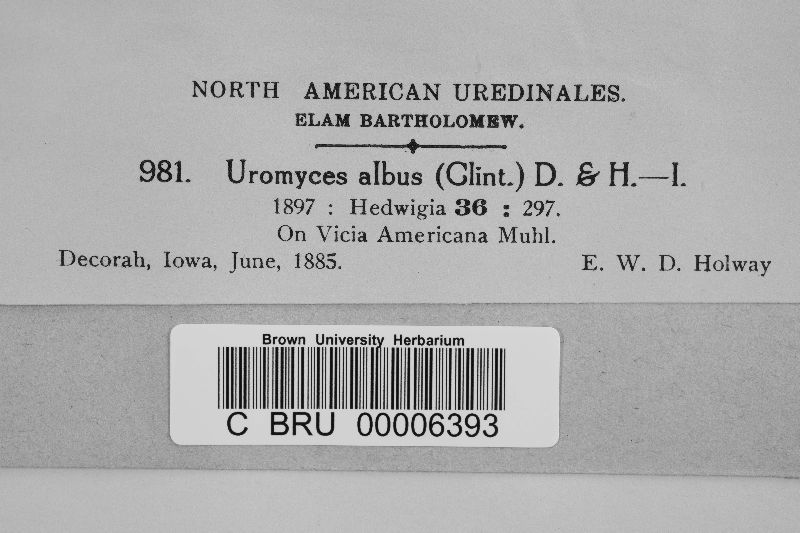 NORTH AMERICAN UREDINALES.
ELAM BARTHOLOMEW.
981. Uromyces albus (Clint.) D. & H.—I.
1897 : Hedwigia 36 : 297.
On Vicia Americana Muhl.
Decorah, Iowa, June, 1885. E. W. D. Holway
Brown University Herbarium
C BRU 00006393